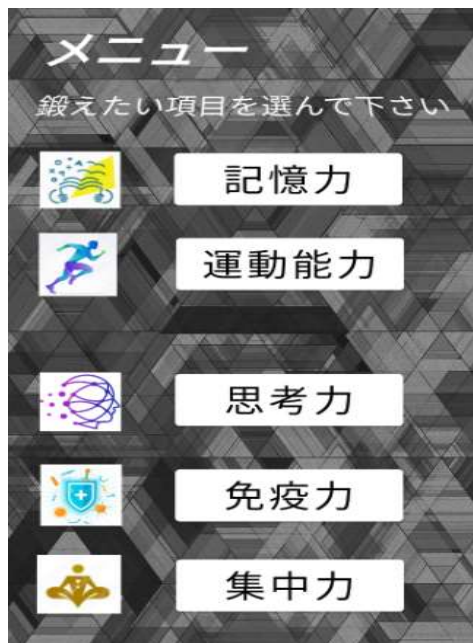 メニュー
鍛えたい項目を選んで下さい
記憶力
運動能力
思考力
免疫力
集中力